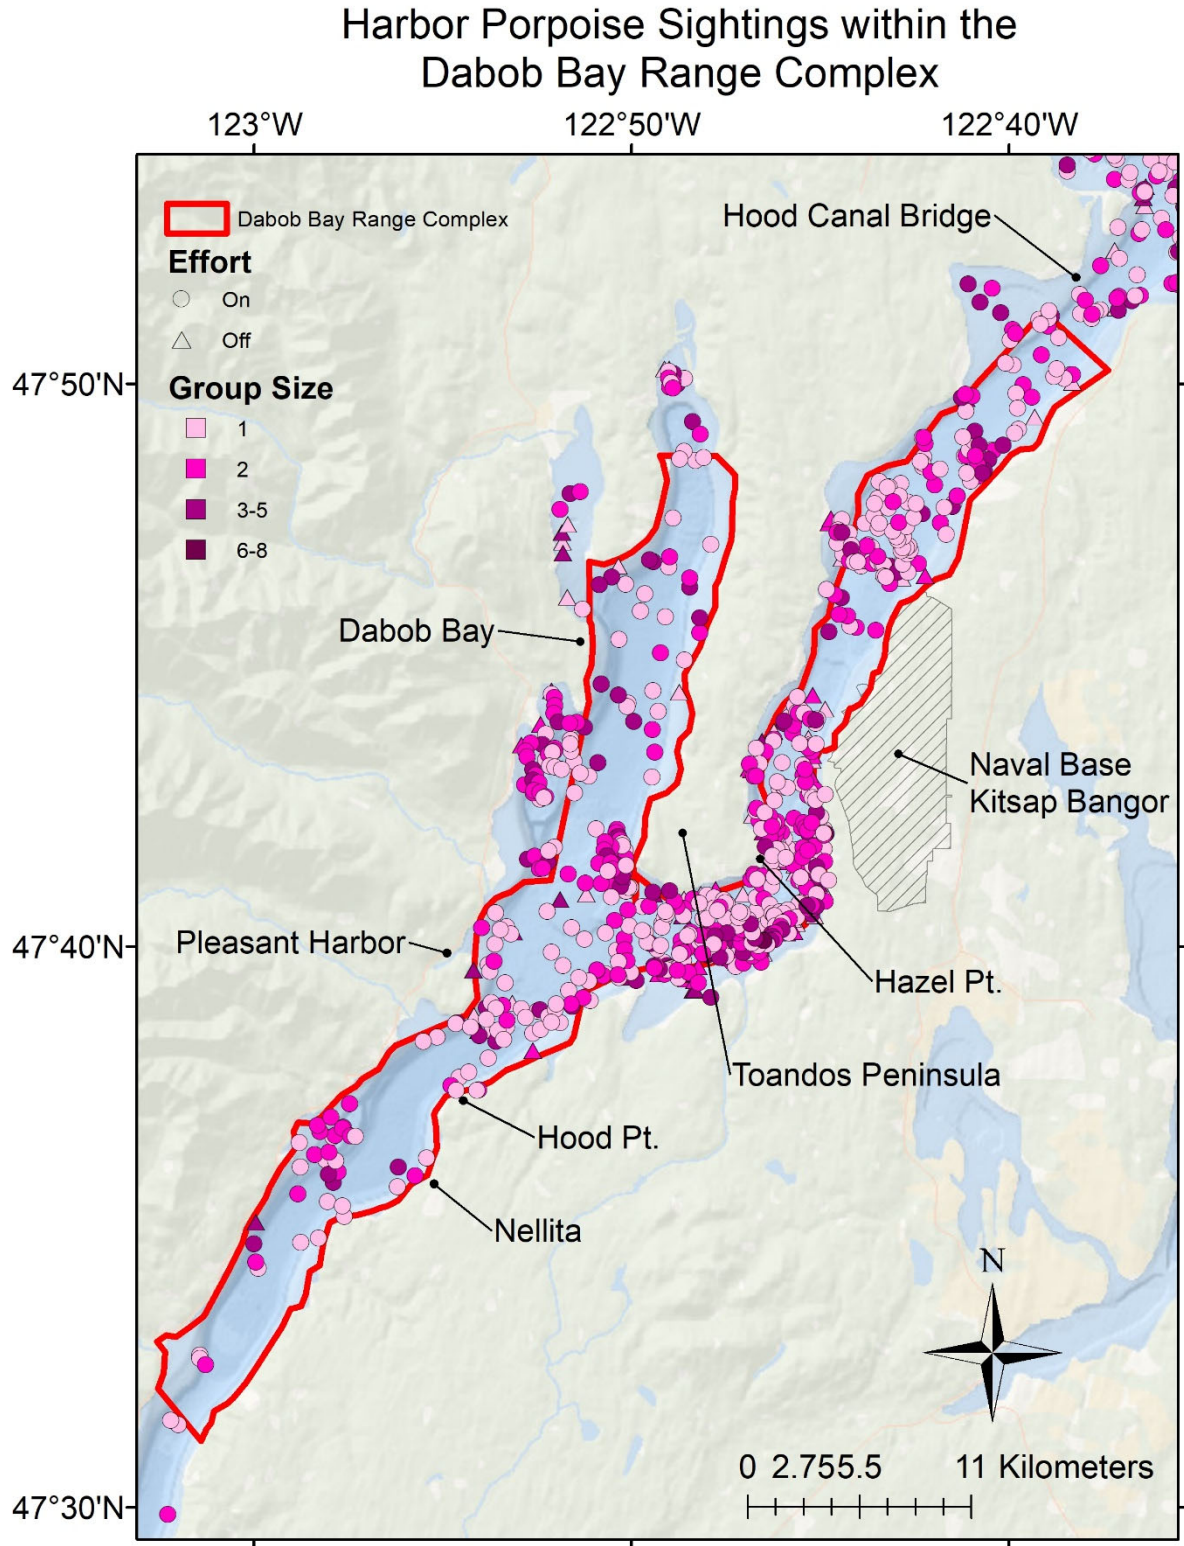 Harbor Porpoise Sightings within the
Dabob Bay Range Complex
123°W
122°50'W
122°40'W
Dabob Bay Range Complex
Effort
On
Off
Group Size
1
2
3-5
6-8
Hood Canal Bridge
47°50'N
Dabob Bay
Naval Base
Kitsap Bangor
Pleasant Harbor
47°40'N
Hazel Pt.
Toandos Peninsula
Hood Pt.
Nellita
N
0 2.755.5 11 Kilometers
47°30'N